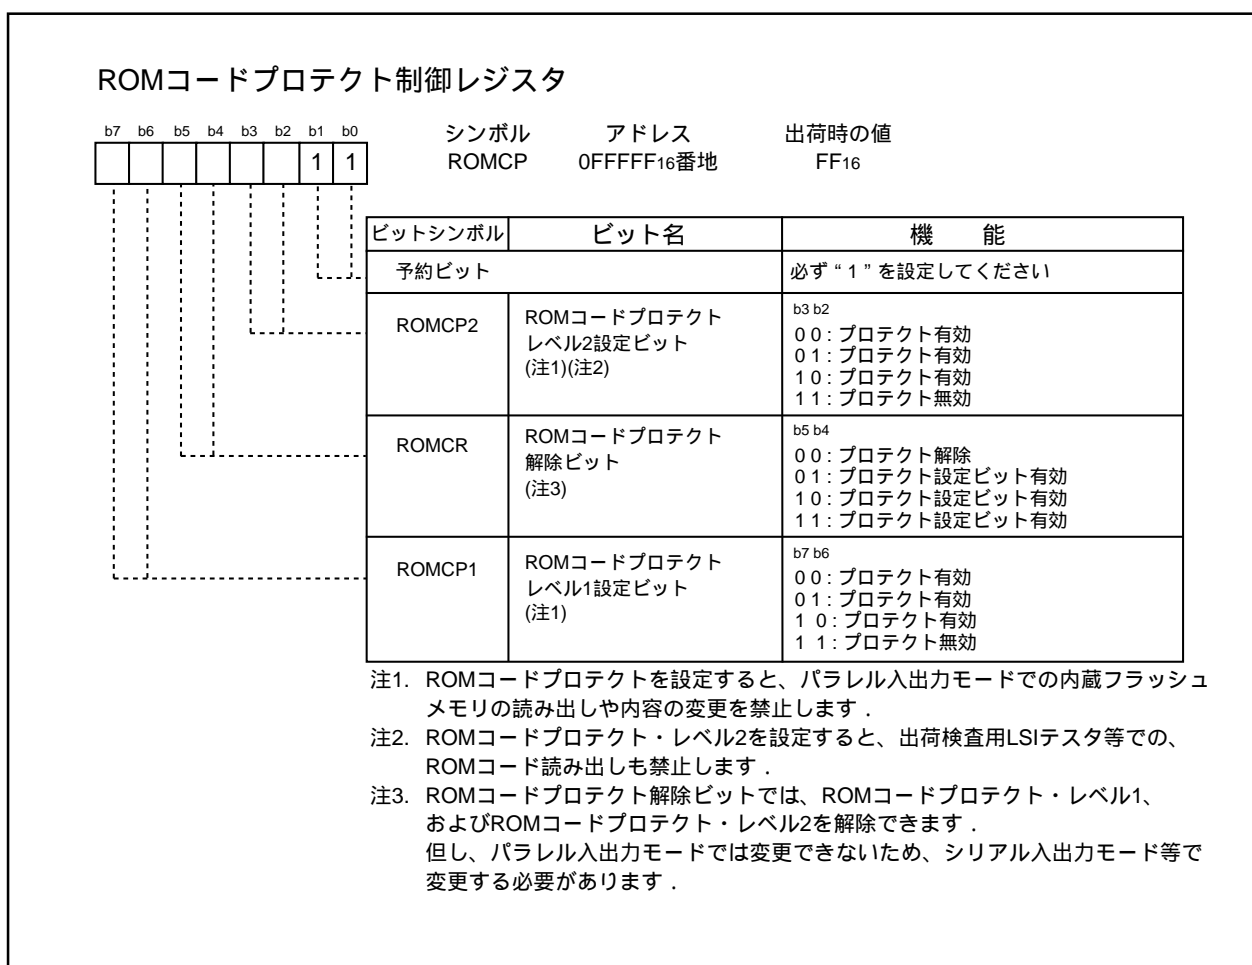 ROMコードプロテクト制御レジスタ
b7 b6 b5 b4 b3 b2 b1 b0
1 1
シンボル アドレス 出荷時の値
ROMCP 0FFFFF16番地 FF16
ビットシンボル ビット名 機 能
予約ビット 必ず“1”を設定してください
ROMCP2
ROMコードプロテクト
レベル2設定ビット
(注1)(注2)
b3 b2
0 0 : プロテクト有効
0 1 : プロテクト有効
1 0 : プロテクト有効
1 1 : プロテクト無効
ROMCR
ROMコードプロテクト
解除ビット
(注3)
b5 b4
0 0 : プロテクト解除
0 1 : プロテクト設定ビット有効
1 0 : プロテクト設定ビット有効
1 1 : プロテクト設定ビット有効
ROMCP1
ROMコードプロテクト
レベル1設定ビット
(注1)
b7 b6
0 0 : プロテクト有効
0 1 : プロテクト有効
1 0 : プロテクト有効
1 1 : プロテクト無効
注1. ROMコードプロテクトを設定すると、パラレル入出力モードでの内蔵フラッシュ
メモリの読み出しや内容の変更を禁止します．
注2. ROMコードプロテクト・レベル2を設定すると、出荷検査用LSIテスタ等での、
ROMコード読み出しも禁止します．
注3. ROMコードプロテクト解除ビットでは、ROMコードプロテクト・レベル1、
およびROMコードプロテクト・レベル2を解除できます．
但し、パラレル入出力モードでは変更できないため、シリアル入出力モード等で
変更する必要があります．